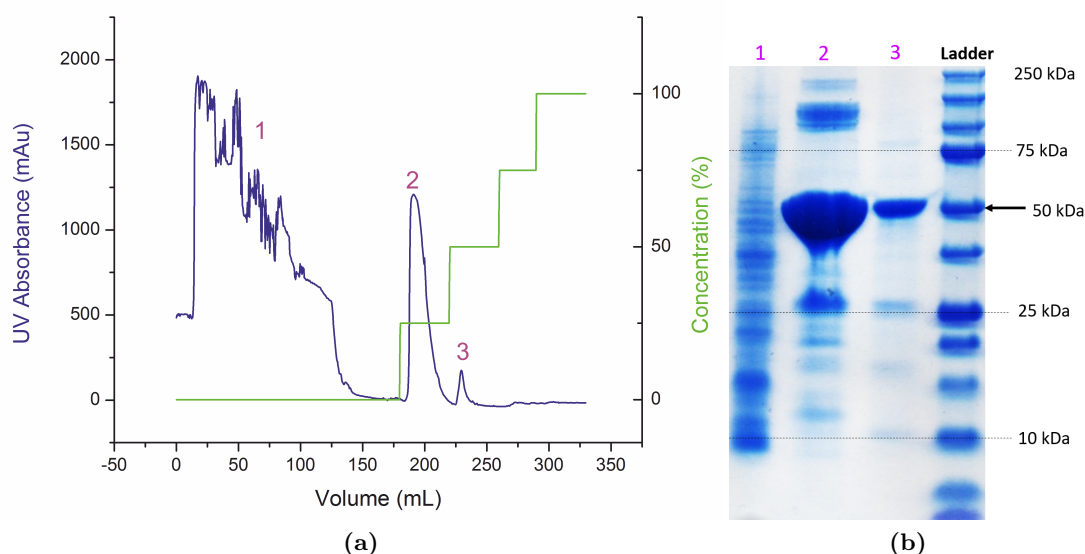 UV Absorbance (mAu)
2000
1500
1000
500
0
-50
0
50
100
150
200
250
300
350
Volume (mL)
100
50
0
Concentration (%)
1
2
3
(a)
1
2
3
Ladder
250 kDa
75 kDa
50 kDa
25 kDa
10 kDa
(b)